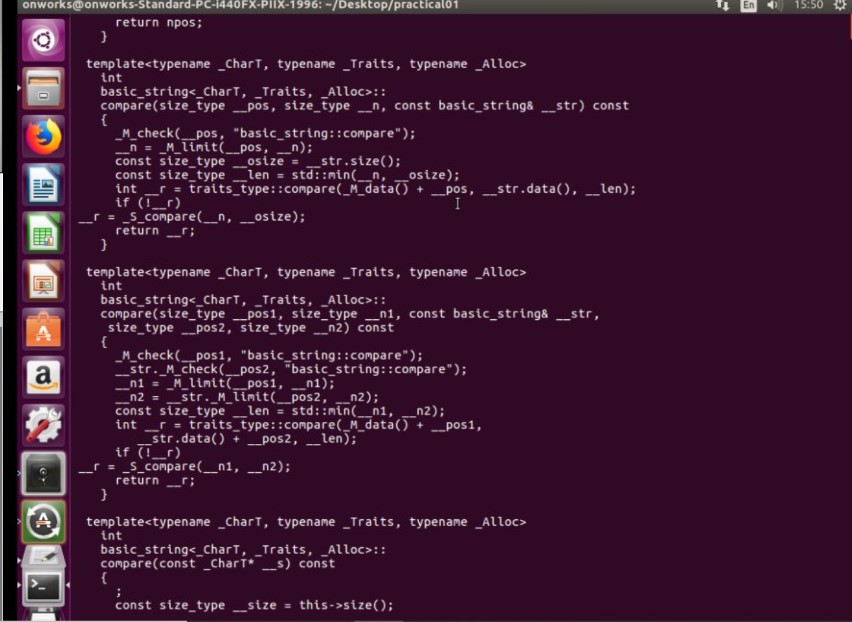 onworks@onworks-Standard-PC-i440FX-PIIX-1996: ~/Desktop/practical01
En
15:50
return npos;
}
template<typename _CharT, typename _Traits, typename _Alloc>
int
basic_string<_CharT, _Traits, _Alloc>::
compare(size_type __pos, size_type __n, const basic_string& __str) const
{
_M_check(__pos, "basic_string::compare");
__n = _M_limit(__pos, __n);
const size_type __osize = __str.size();
const size_type __len = std::min(__n, __osize);
int __r = traits_type::compare(_M_data() + __pos, __str.data(), __len);
if (!__r)
__r = _S_compare(__n, __osize);
return __r;
}
template<typename _CharT, typename _Traits, typename _Alloc>
int
basic_string<_CharT, _Traits, _Alloc>::
compare(size_type __pos1, size_type __n1, const basic_string& __str,
size_type __pos2, size_type __n2) const
{
_M_check(__pos1, "basic_string::compare");
__str._M_check(__pos2, "basic_string::compare");
__n1 = _M_limit(__pos1, __n1);
__n2 = __str._M_limit(__pos2, __n2);
const size_type __len = std::min(__n1, __n2);
int __r = traits_type::compare(_M_data() + __pos1,
__str.data() + __pos2, __len);
if (!__r)
__r = _S_compare(__n1, __n2);
return __r;
}
template<typename _CharT, typename _Traits, typename _Alloc>
int
basic_string<_CharT, _Traits, _Alloc>::
compare(const _CharT* __s) const
{
;
const size_type __size = this->size();